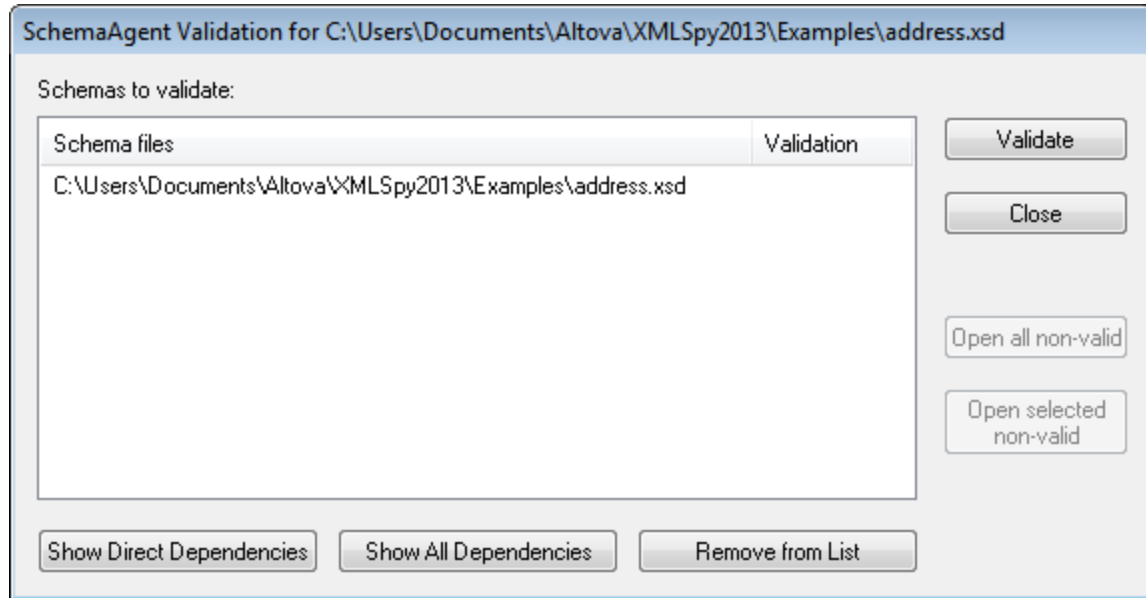 SchemaAgent Validation for C:\Users\Documents\Altova\XMLSpy2013\Examples\address.xsd
Schemas to validate:
Schema files Validation
C:\Users\Documents\Altova\XMLSpy2013\Examples\address.xsd
Validate
Close
Open all non-valid
Open selected
non-valid
Show Direct Dependencies Show All Dependencies Remove from List